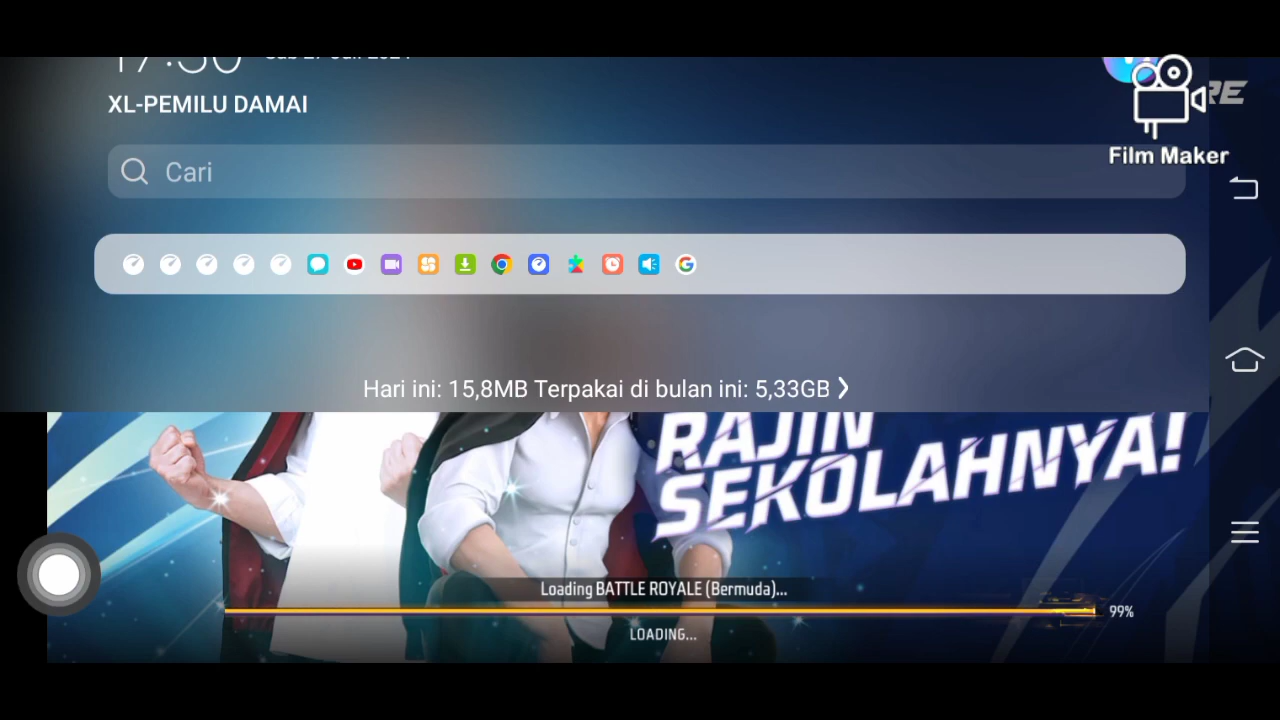 XL-PEMILU DAMAI
Film Maker
Cari
Hari ini: 15,8MB Terpakai di bulan ini: 5,33GB
RAJIN
SEKOLAHNYA!
Loading BATTLE ROYALE (Bermuda)...
99%
LOADING...